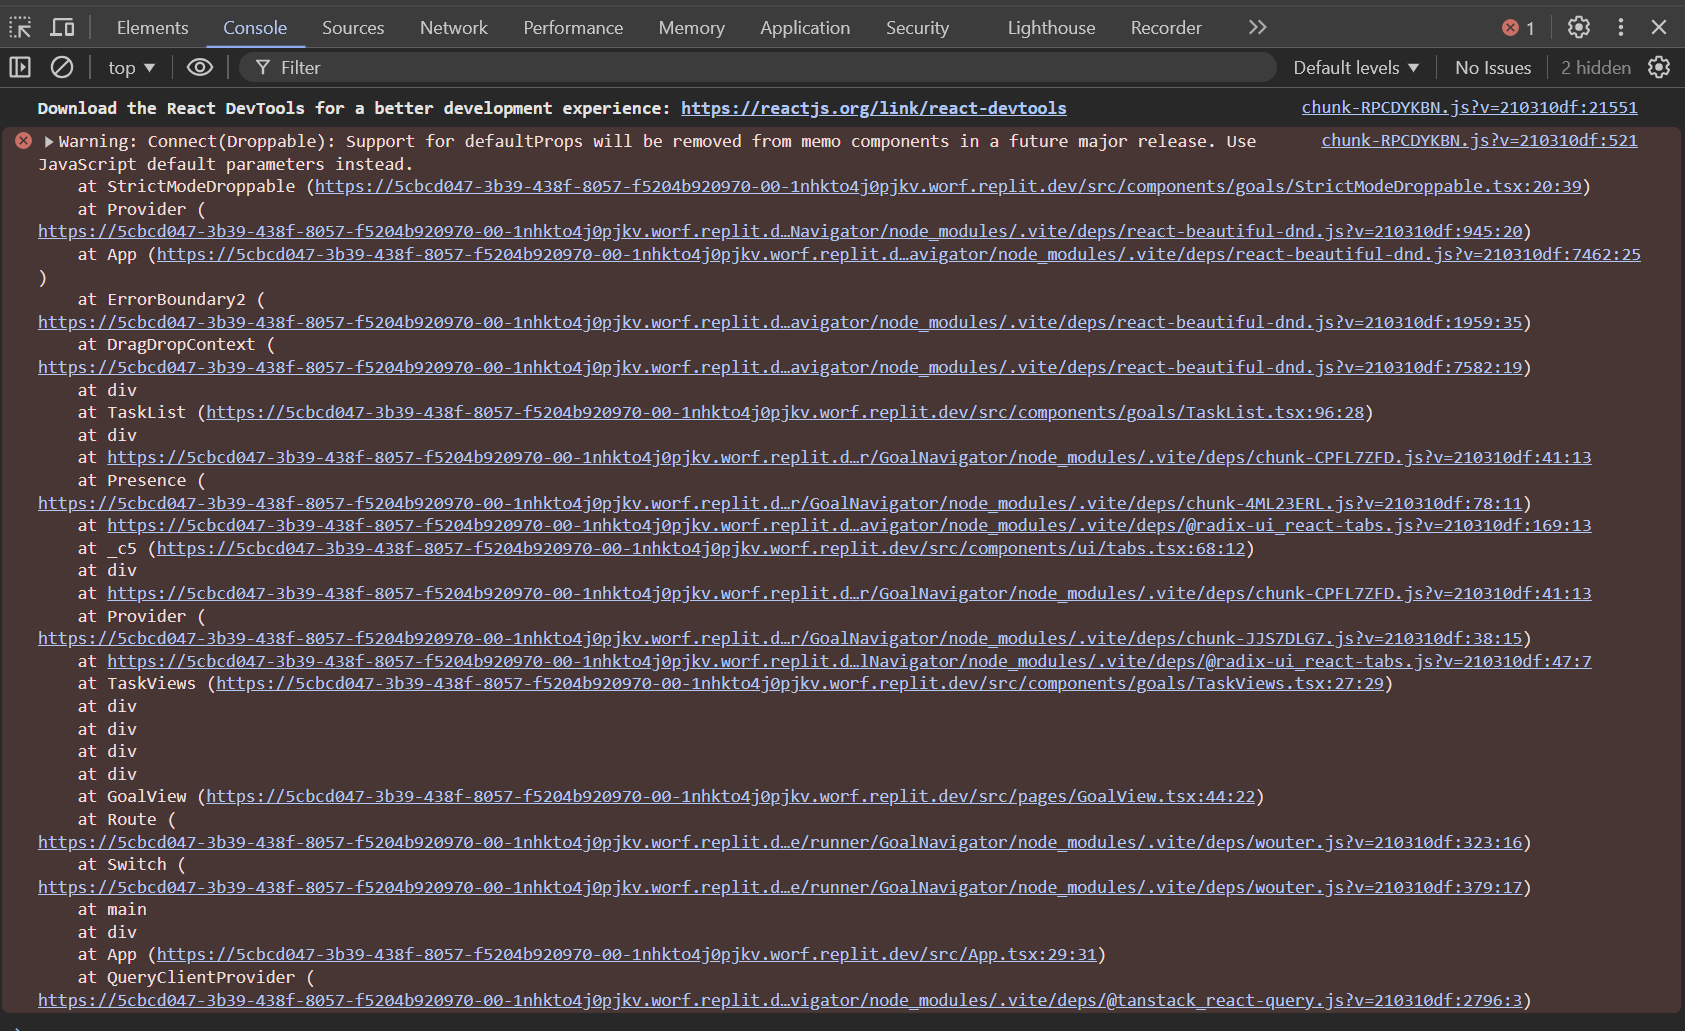 Elements Console Sources Network Performance Memory Application Security Lighthouse Recorder 1
top Filter Default levels No Issues 2 hidden
Download the React DevTools for a better development experience: https://reactjs.org/link/react-devtools chunk-RPCDYKBN.js?v=210310df:21551
Warning: Connect(Droppable): Support for defaultProps will be removed from memo components in a future major release. Use chunk-RPCDYKBN.js?v=210310df:521
JavaScript default parameters instead.
at StrictModeDroppable (https://5cbcd047-3b39-438f-8057-f5204b920970-00-1nhkto4j0pjkv.worf.replit.dev/src/components/goals/StrictModeDroppable.tsx:20:39)
at Provider (
https://5cbcd047-3b39-438f-8057-f5204b920970-00-1nhkto4j0pjkv.worf.replit.d…Navigator/node_modules/.vite/deps/react-beautiful-dnd.js?v=210310df:945:20)
at App (https://5cbcd047-3b39-438f-8057-f5204b920970-00-1nhkto4j0pjkv.worf.replit.d…avigator/node_modules/.vite/deps/react-beautiful-dnd.js?v=210310df:7462:25
)
at ErrorBoundary2 (
https://5cbcd047-3b39-438f-8057-f5204b920970-00-1nhkto4j0pjkv.worf.replit.d…avigator/node_modules/.vite/deps/react-beautiful-dnd.js?v=210310df:1959:35)
at DragDropContext (
https://5cbcd047-3b39-438f-8057-f5204b920970-00-1nhkto4j0pjkv.worf.replit.d…avigator/node_modules/.vite/deps/react-beautiful-dnd.js?v=210310df:7582:19)
at div
at TaskList (https://5cbcd047-3b39-438f-8057-f5204b920970-00-1nhkto4j0pjkv.worf.replit.dev/src/components/goals/TaskList.tsx:96:28)
at div
at https://5cbcd047-3b39-438f-8057-f5204b920970-00-1nhkto4j0pjkv.worf.replit.d…r/GoalNavigator/node_modules/.vite/deps/chunk-CPFL7ZFD.js?v=210310df:41:13
at Presence (
https://5cbcd047-3b39-438f-8057-f5204b920970-00-1nhkto4j0pjkv.worf.replit.d…r/GoalNavigator/node_modules/.vite/deps/chunk-4ML23ERL.js?v=210310df:78:11)
at https://5cbcd047-3b39-438f-8057-f5204b920970-00-1nhkto4j0pjkv.worf.replit.d…avigator/node_modules/.vite/deps/@radix-ui_react-tabs.js?v=210310df:169:13
at _c5 (https://5cbcd047-3b39-438f-8057-f5204b920970-00-1nhkto4j0pjkv.worf.replit.dev/src/components/ui/tabs.tsx:68:12)
at div
at https://5cbcd047-3b39-438f-8057-f5204b920970-00-1nhkto4j0pjkv.worf.replit.d…r/GoalNavigator/node_modules/.vite/deps/chunk-CPFL7ZFD.js?v=210310df:41:13
at Provider (
https://5cbcd047-3b39-438f-8057-f5204b920970-00-1nhkto4j0pjkv.worf.replit.d…r/GoalNavigator/node_modules/.vite/deps/chunk-JJS7DLG7.js?v=210310df:38:15)
at https://5cbcd047-3b39-438f-8057-f5204b920970-00-1nhkto4j0pjkv.worf.replit.d…lNavigator/node_modules/.vite/deps/@radix-ui_react-tabs.js?v=210310df:47:7
at TaskViews (https://5cbcd047-3b39-438f-8057-f5204b920970-00-1nhkto4j0pjkv.worf.replit.dev/src/components/goals/TaskViews.tsx:27:29)
at div
at div
at div
at div
at GoalView (https://5cbcd047-3b39-438f-8057-f5204b920970-00-1nhkto4j0pjkv.worf.replit.dev/src/pages/GoalView.tsx:44:22)
at Route (
https://5cbcd047-3b39-438f-8057-f5204b920970-00-1nhkto4j0pjkv.worf.replit.d…e/runner/GoalNavigator/node_modules/.vite/deps/wouter.js?v=210310df:323:16)
at Switch (
https://5cbcd047-3b39-438f-8057-f5204b920970-00-1nhkto4j0pjkv.worf.replit.d…e/runner/GoalNavigator/node_modules/.vite/deps/wouter.js?v=210310df:379:17)
at main
at div
at App (https://5cbcd047-3b39-438f-8057-f5204b920970-00-1nhkto4j0pjkv.worf.replit.dev/src/App.tsx:29:31)
at QueryClientProvider (
https://5cbcd047-3b39-438f-8057-f5204b920970-00-1nhkto4j0pjkv.worf.replit.d…vigator/node_modules/.vite/deps/@tanstack_react-query.js?v=210310df:2796:3)